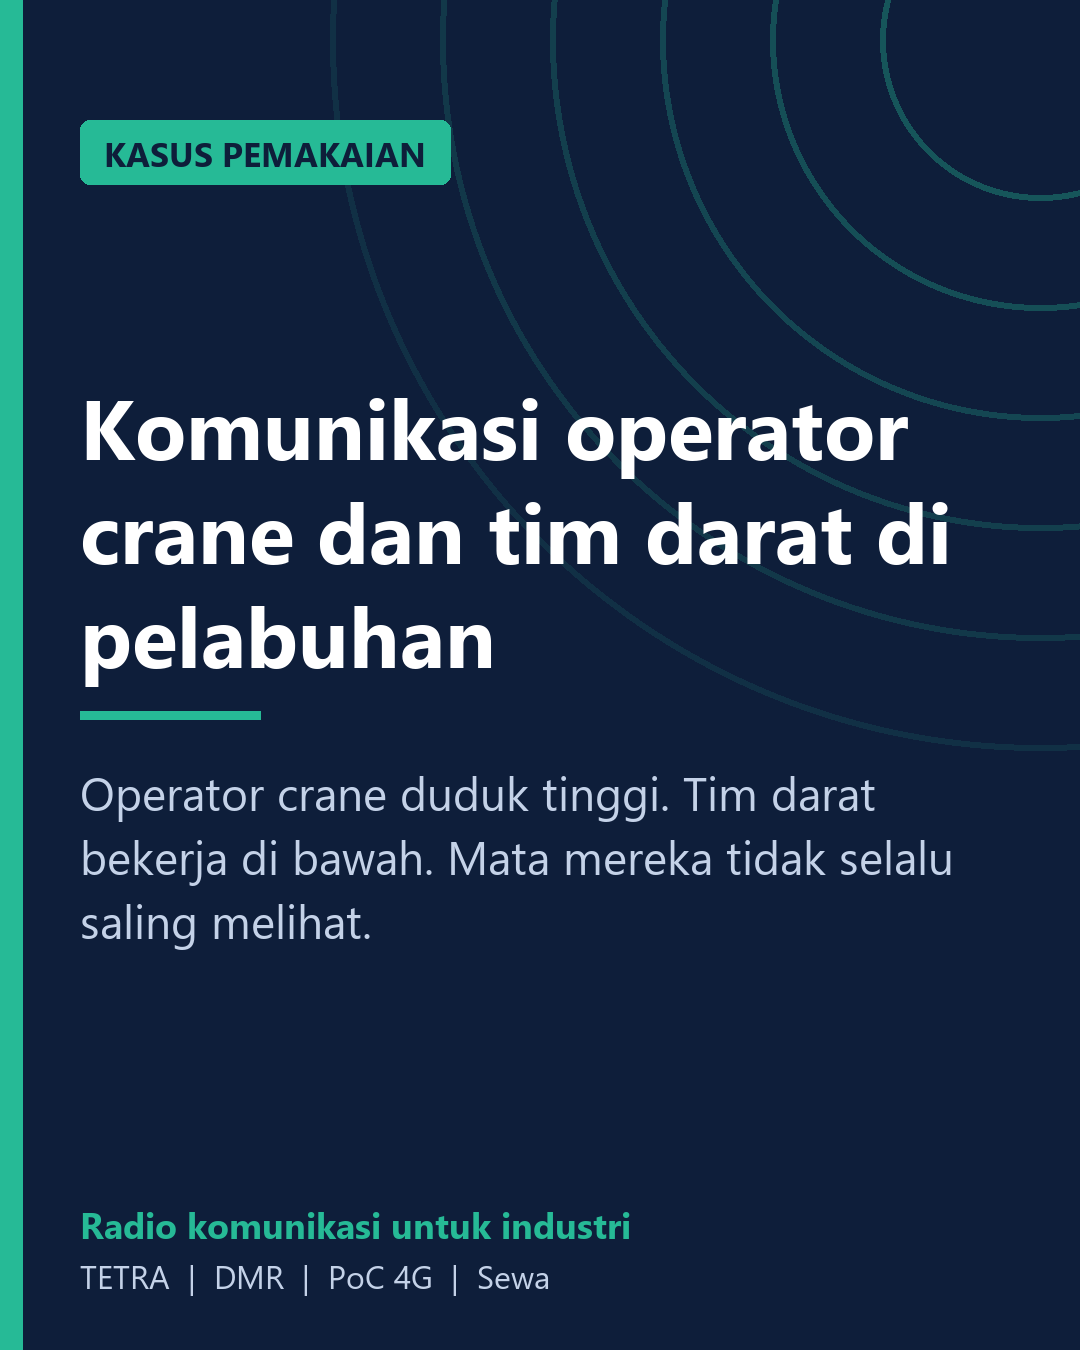 KASUS PEMAKAIAN
Komunikasi operator
crane dan tim darat di
pelabuhan
Operator crane duduk tinggi. Tim darat
bekerja di bawah. Mata mereka tidak selalu
saling melihat.
Radio komunikasi untuk industri
TETRA | DMR | PoC 4G | Sewa